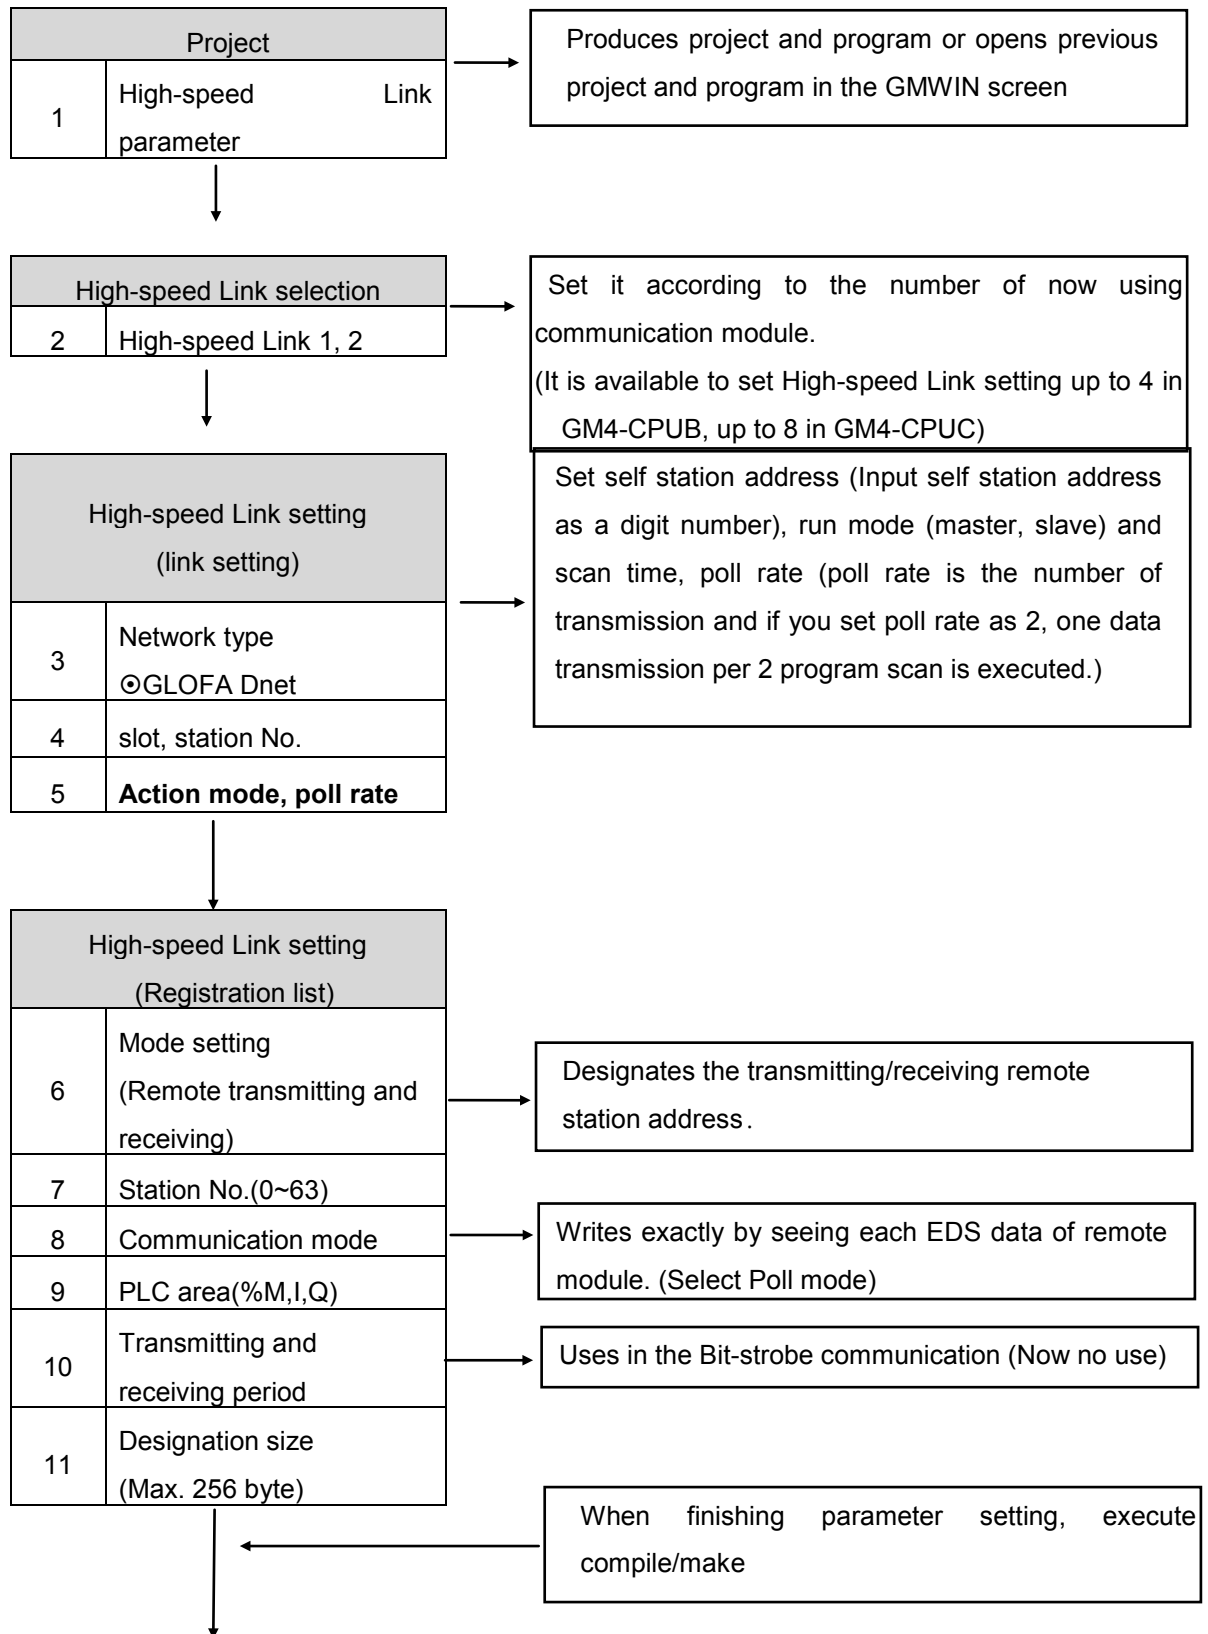 Project
1
High-speed Link
parameter
Produces project and program or opens previous
project and program in the GMWIN screen
High-speed Link selection
2
High-speed Link 1, 2
Set it according to the number of now using
communication module.
(It is available to set High-speed Link setting up to 4 in
GM4-CPUB, up to 8 in GM4-CPUC)
High-speed Link setting
(link setting)
3
Network type
⊙GLOFA Dnet
4
slot, station No.
5
Action mode, poll rate
Set self station address (Input self station address
as a digit number), run mode (master, slave) and
scan time, poll rate (poll rate is the number of
transmission and if you set poll rate as 2, one data
transmission per 2 program scan is executed.)
High-speed Link setting
(Registration list)
6
Mode setting
(Remote transmitting and
receiving)
Designates the transmitting/receiving remote
station address.
7
Station No.(0~63)
8
Communication mode
Writes exactly by seeing each EDS data of remote
module. (Select Poll mode)
9
PLC area(%M,I,Q)
10
Transmitting and
receiving period
Uses in the Bit-strobe communication (Now no use)
11
Designation size
(Max. 256 byte)
When finishing parameter setting, execute
compile/make